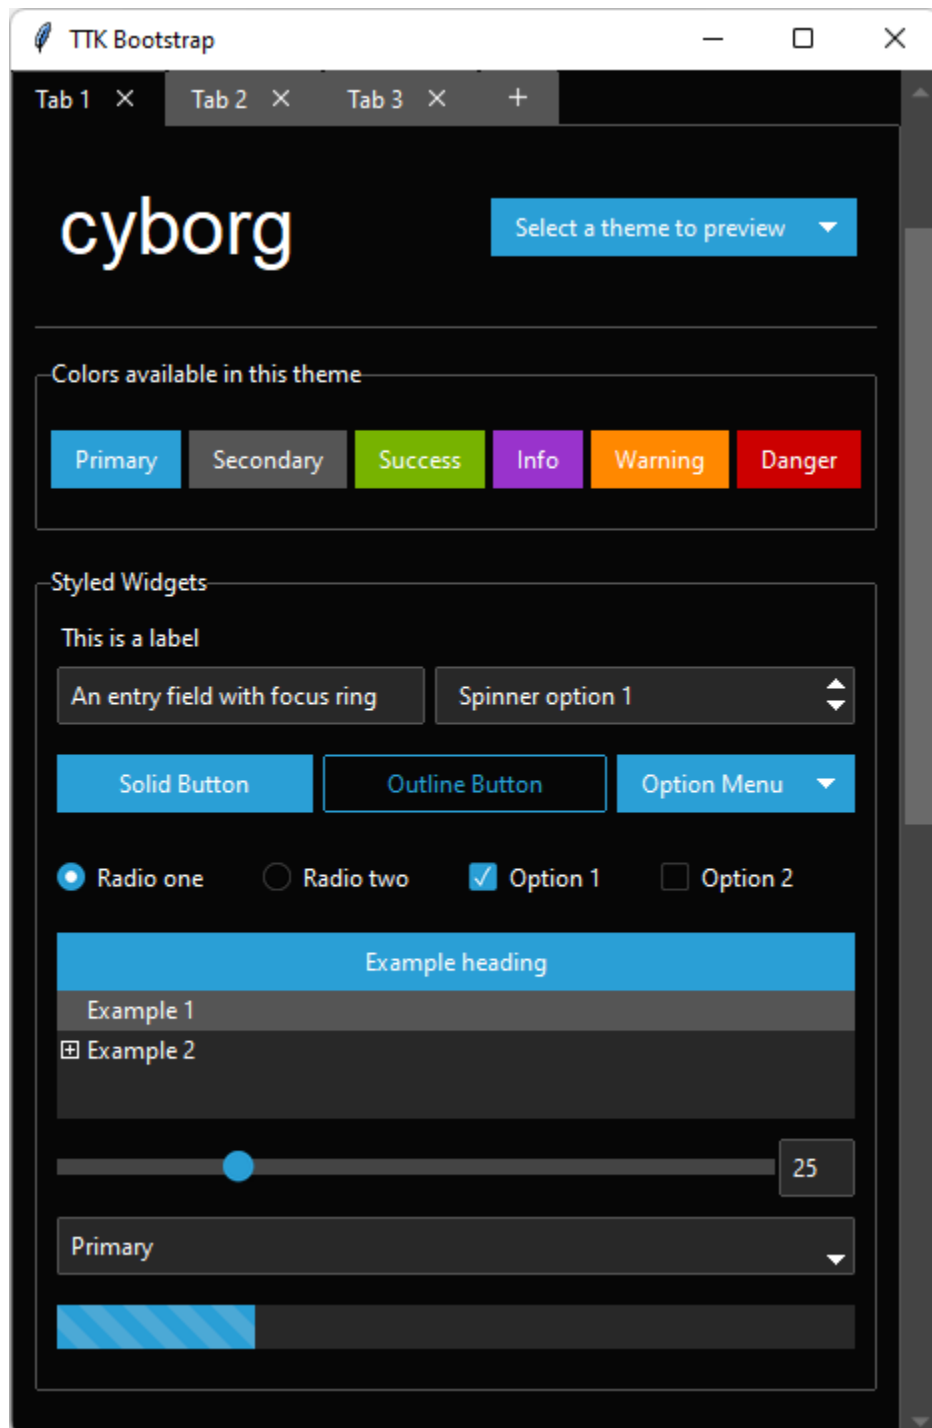 TTK Bootstrap
Tab 1 × Tab 2 × Tab 3 × +
cyborg
Select a theme to preview
Colors available in this theme
Primary Secondary Success Info Warning Danger
Styled Widgets
This is a label
An entry field with focus ring Spinner option 1
Solid Button Outline Button Option Menu
Radio one Radio two Option 1 Option 2
Example heading
Example 1
Example 2
25
Primary